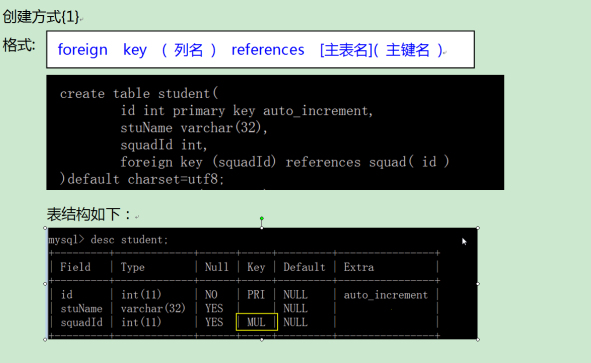 创建方式{1}
格式:
foreign key ( 列名 ) references [主表名]( 主键名 )
create table student(
id int primary key auto_increment,
stuName varchar(32),
squadId int,
foreign key (squadId) references squad( id )
)default charset=utf8;
表结构如下：
mysql> desc student;
+---------+-------------+------+-----+---------+----------------+
| Field | Type | Null | Key | Default | Extra |
+---------+-------------+------+-----+---------+----------------+
| id | int(11) | NO | PRI | NULL | auto_increment |
| stuName | varchar(32) | YES | | NULL | |
| squadId | int(11) | YES | MUL | NULL | |
+---------+-------------+------+-----+---------+----------------+